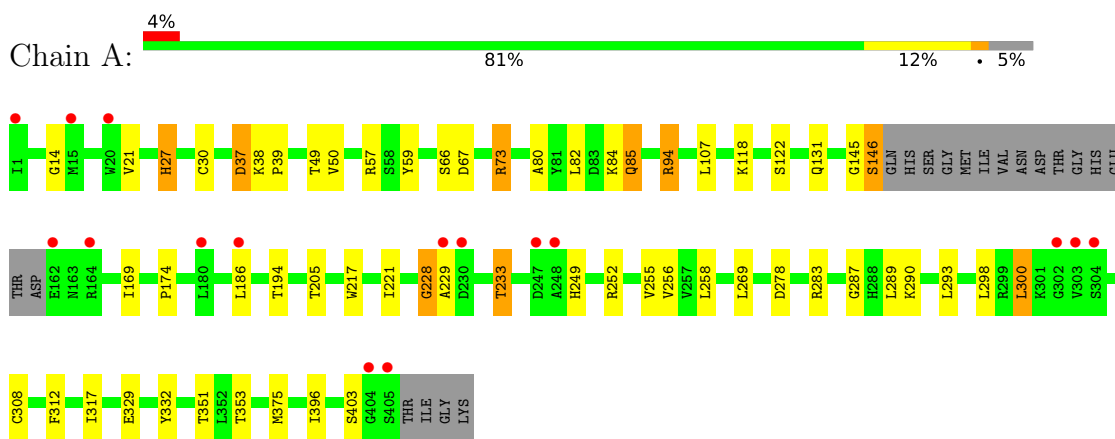 4%
Chain A:
81% 12% • 5%
I1 G14 M15 W20 V21 H27 C30 D37 K38 P39 T49 V50 R57 S58 Y59 S66 D67 R73 A80 Y81 L82 D83 K84 Q85 R94 L107 K118 S122 Q131 G145 S146 GLN HIS SER GLY MET ILE VAL ASN ASP THR GLY HIS GLU
THR ASP E162 N163 R164 I169 P174 L180 L186 T194 T205 W217 I221 G228 A229 D230 T233 D247 A248 H249 R252 V255 V256 V257 L258 L269 D278 R283 G287 H288 L289 K290 L293 L298 R299 L300 K301 G302 V303 S304
C308 F312 I317 E329 Y332 T351 L352 T353 M375 I396 S403 G404 S405 THR ILE GLY LYS